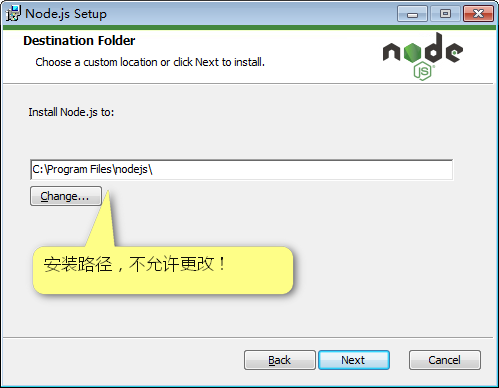 Node.js Setup
Destination Folder
Choose a custom location or click Next to install.
node
JS
Install Node.js to:
C:\Program Files\nodejs\
Change...
安装路径，不允许更改！
Back
Next
Cancel